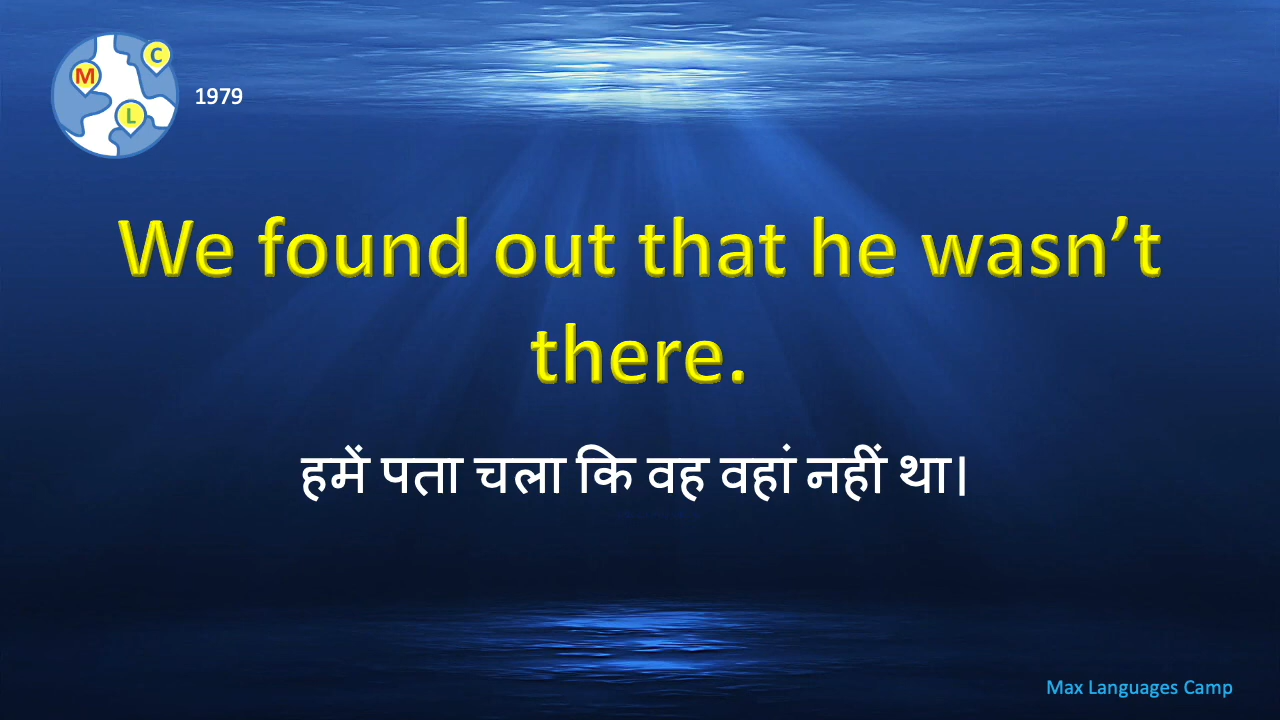 C
M
L
1979
We found out that he wasn’t
there.
हमें पता चला कि वह वहां नहीं था।
Max Languages Camp